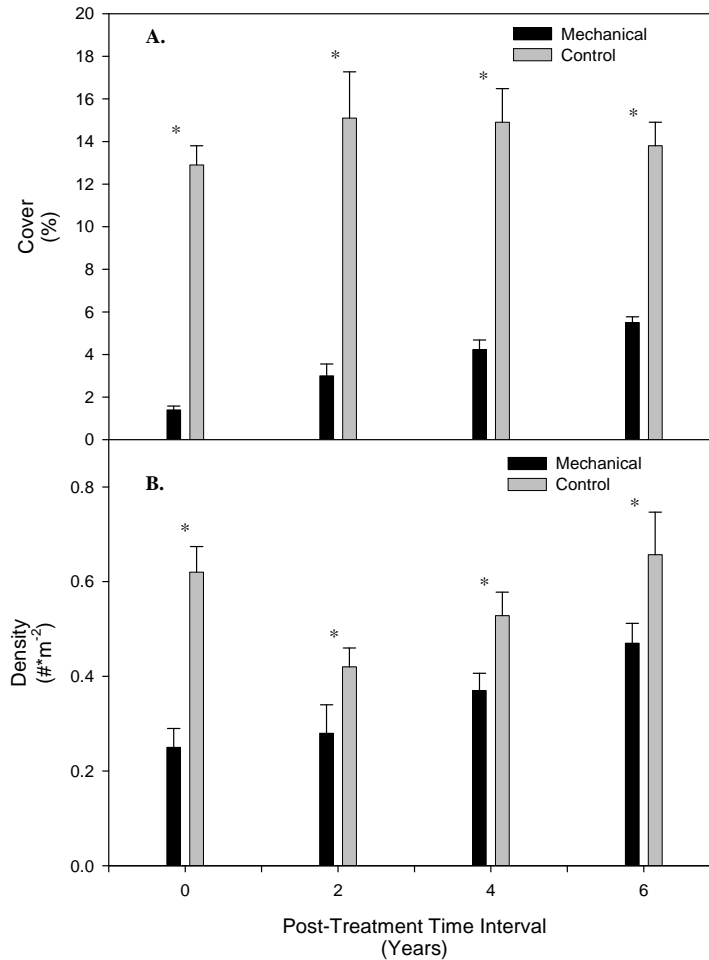 20
18
16
14
12
10
8
6
4
2
0
Cover
(%)
A.
Mechanical
Control
*
*
*
*
0.8
0.6
0.4
0.2
0.0
Density
(#*m-2)
B.
Mechanical
Control
*
*
*
*
0
2
4
6
Post-Treatment Time Interval
(Years)